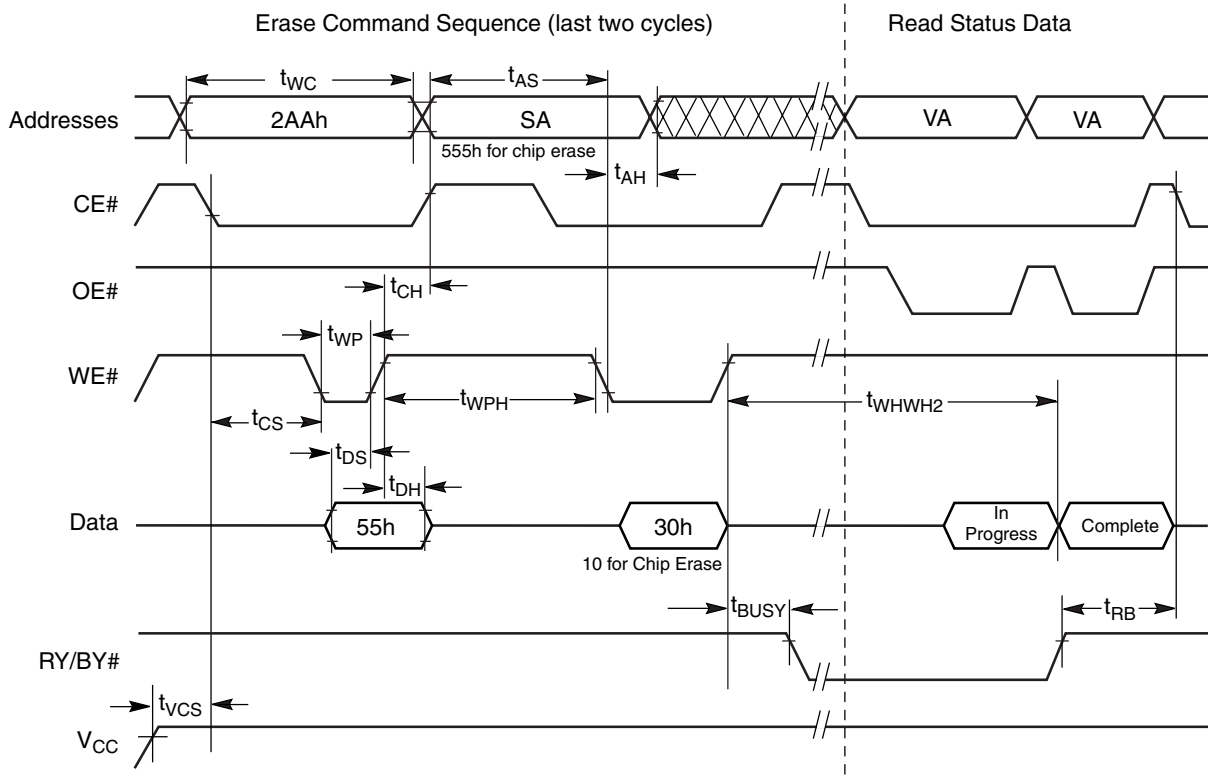 Erase Command Sequence (last two cycles) Read Status Data
tWC tAS
Addresses 2AAh SA VA VA
555h for chip erase
tAH
CE#
OE#
tCH
tWP
WE#
tWPH tWHWH2
tCS
tDS
tDH
Data 55h 30h In Progress Complete
10 for Chip Erase
tBUSY tRB
RY/BY#
tVCS
VCC